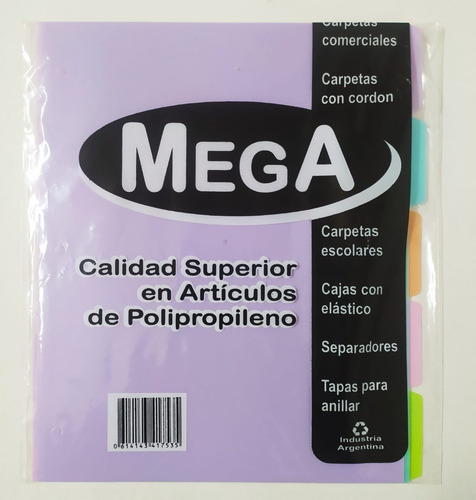 Carpetas
comerciales
Carpetas
con cordon
MEGA
Carpetas
escolares
Calidad Superior
en Artículos
de Polipropileno
Cajas con
elástico
Separadores
Tapas para
anillar
Industria
Argentina
0614143417535